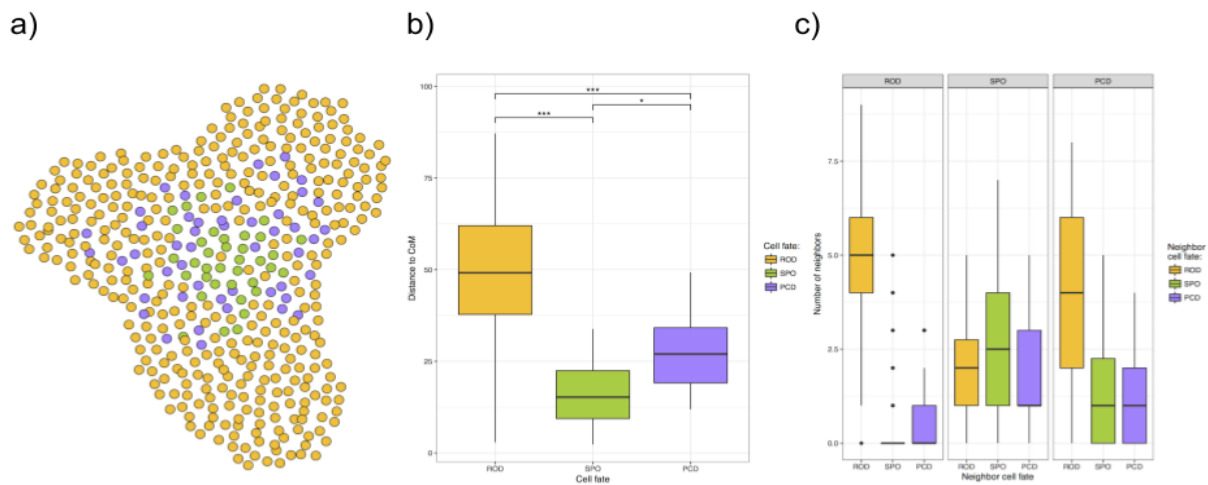 a)
b)
c)
100
75
50
25
0
Distance to CoM
***
***
*
ROD
SPO
PCD
Cell fate
Cell fate:
ROD
SPO
PCD
ROD
SPO
PCD
7.5
5.0
2.5
0.0
Number of neighbors
ROD
SPO
PCD
ROD
SPO
PCD
ROD
SPO
PCD
Neighbor cell fate
Neighbor
cell fate:
ROD
SPO
PCD